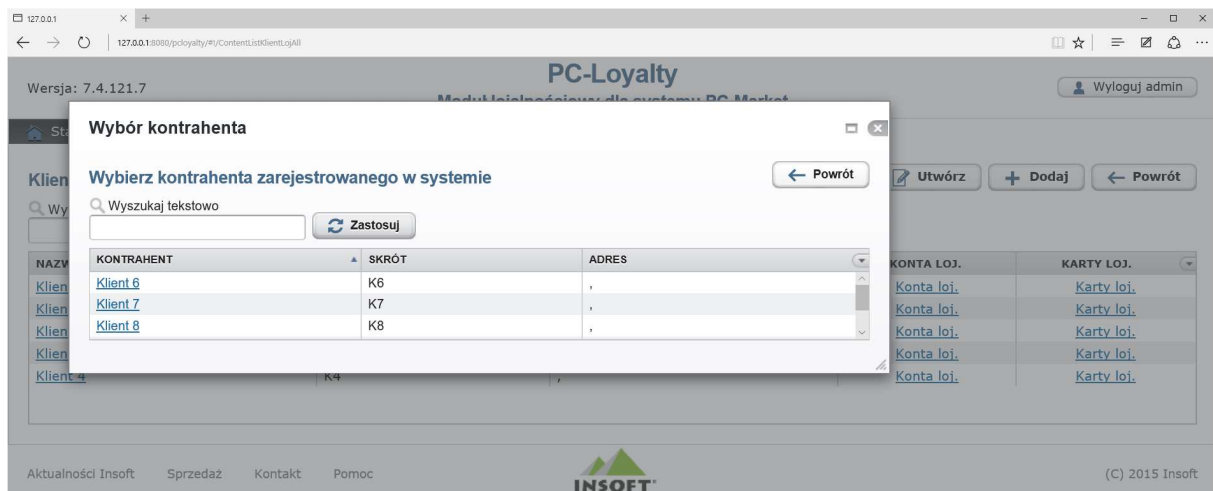 127.0.0.1
127.0.0.1:8080/pcloyalty/#!/ContentListKlientLojAll
Wersja: 7.4.121.7
PC-Loyalty
Wyloguj admin
Wybór kontrahenta
Wybierz kontrahenta zarejestrowanego w systemie
Powrót
Utwórz
Dodaj
Powrót
Wyszukaj tekstowo
Zastosuj
KONTRAHENT SKRÓT ADRES
KONTA LOJ. KARTY LOJ.
Klient 6 K6 ,
Konta loj. Karty loj.
Klient 7 K7 ,
Konta loj. Karty loj.
Klient 8 K8 ,
Konta loj. Karty loj.
Konta loj. Karty loj.
Klient 4 K4 ,
Konta loj. Karty loj.
Aktualności Insoft Sprzedaż Kontakt Pomoc
INSOFT
(C) 2015 Insoft